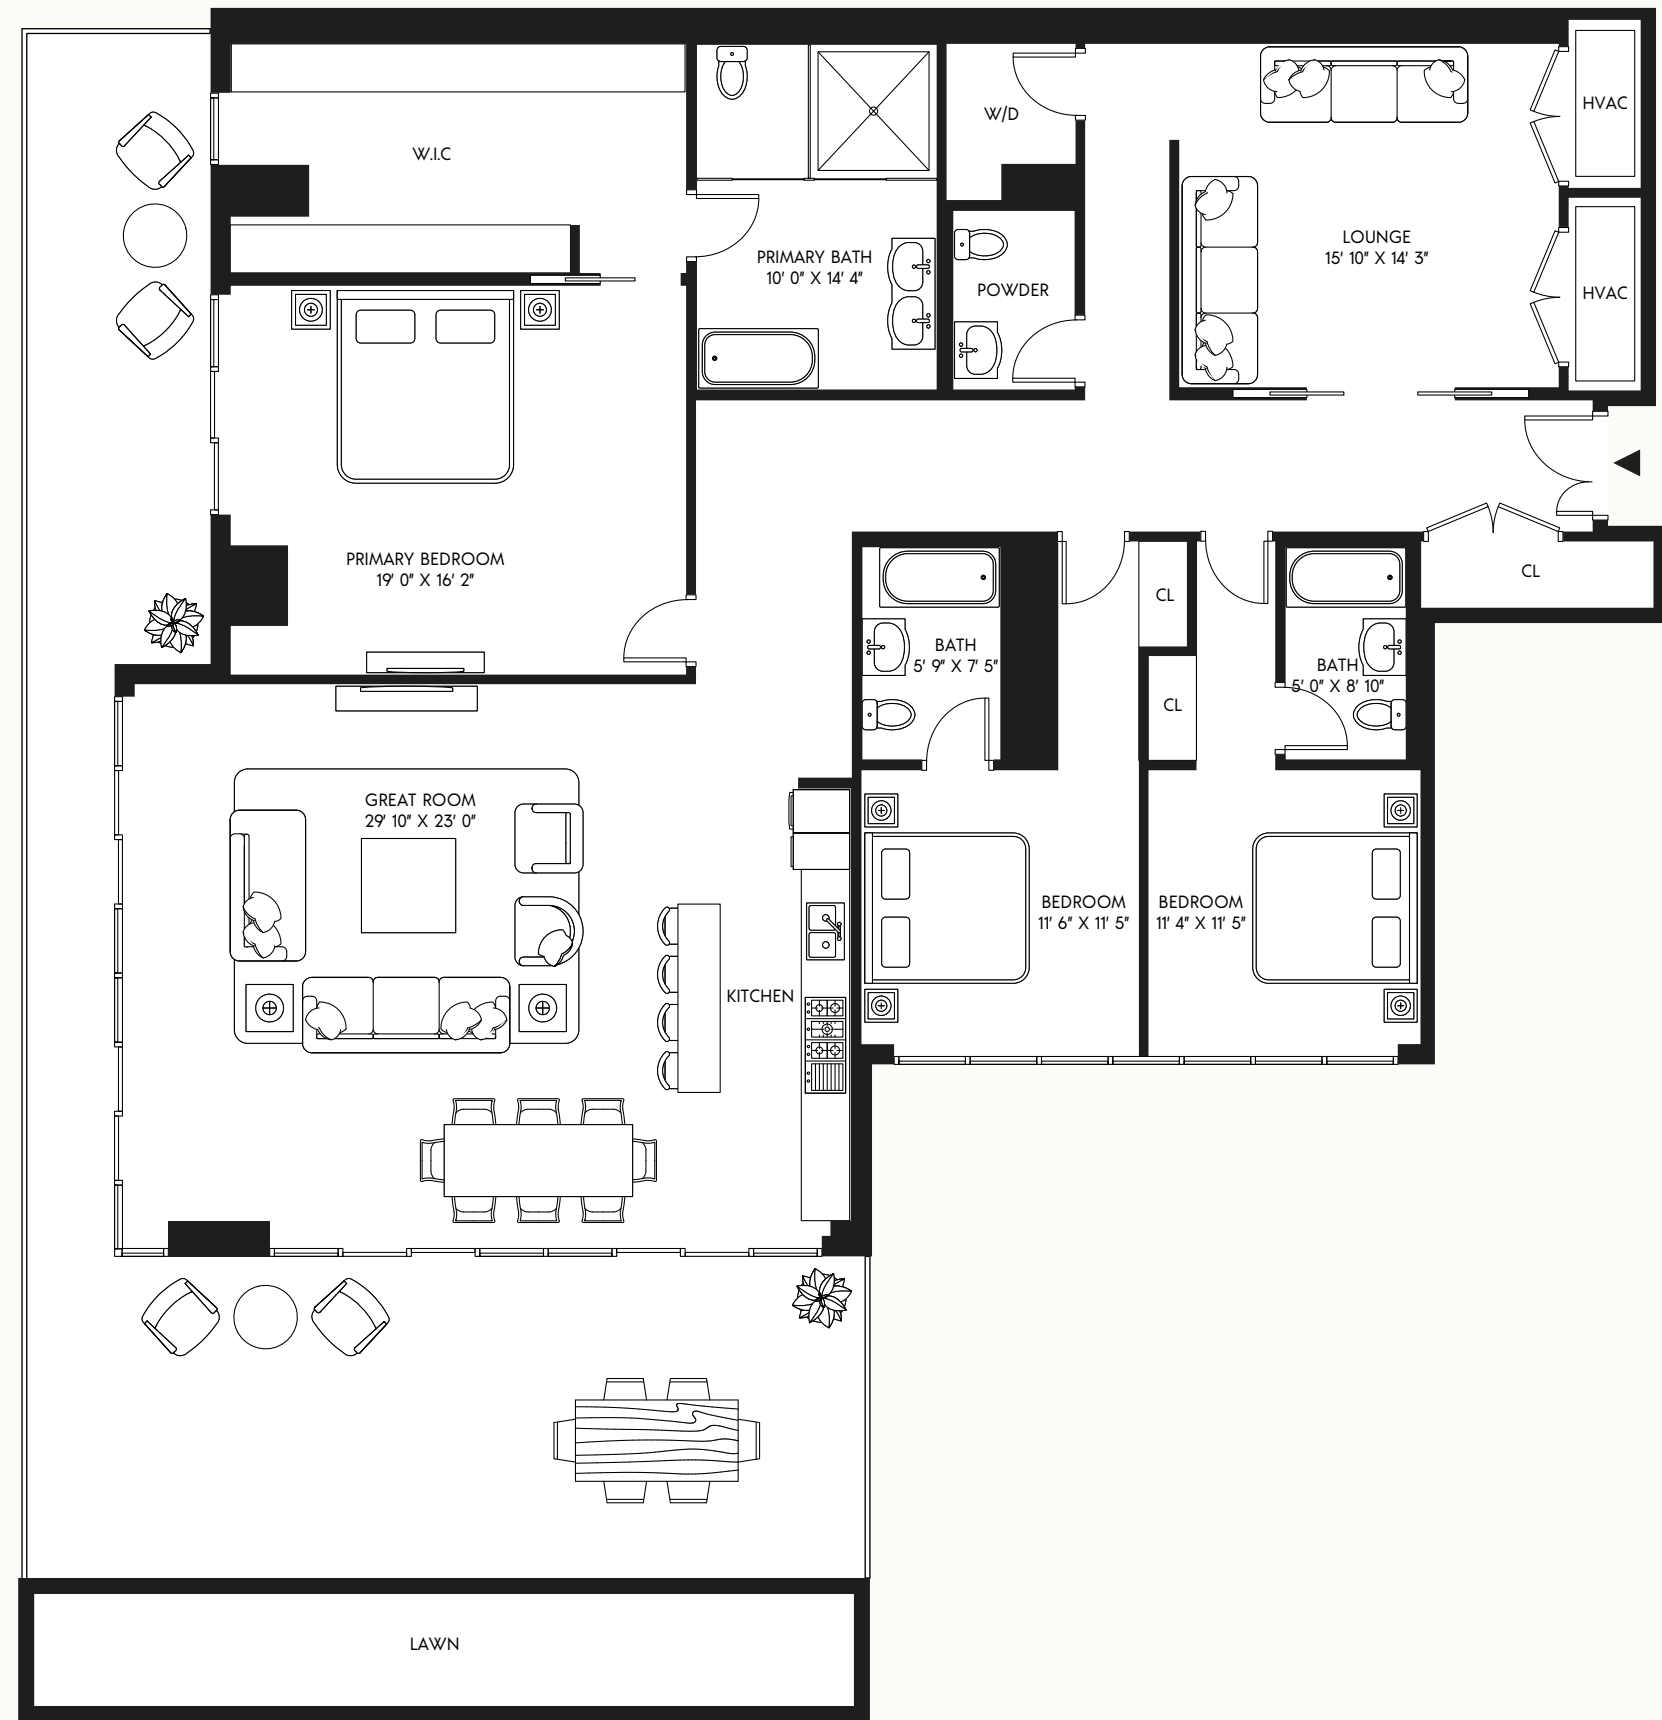 W/D
HVAC
W.I.C
LOUNGE
15' 10" X 14' 3"
PRIMARY BATH
10' 0" X 14' 4"
POWDER
HVAC
PRIMARY BEDROOM
19' 0" X 16' 2"
CL
CL
BATH
5' 9" X 7' 5"
BATH
5' 0" X 8' 10"
CL
GREAT ROOM
29' 10" X 23' 0"
BEDROOM
11' 6" X 11' 5"
BEDROOM
11' 4" X 11' 5"
KITCHEN
LAWN